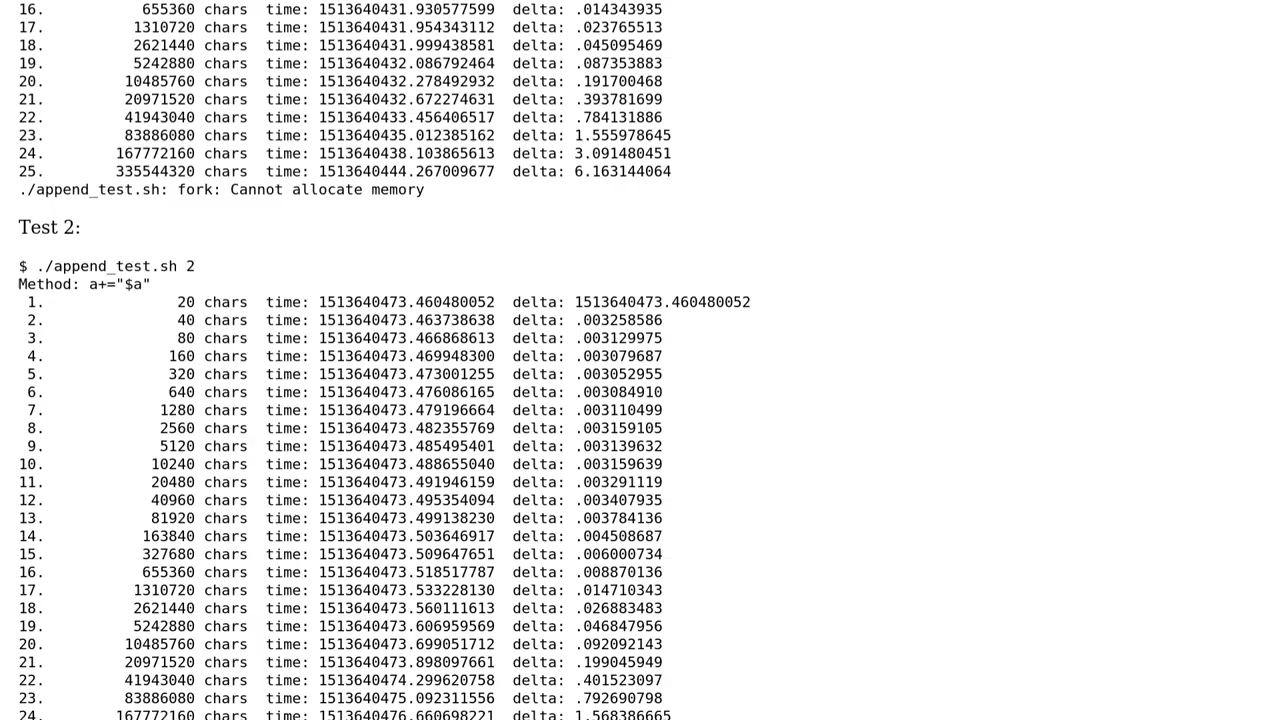 16.           655360 chars  time: 1513640431.930577599  delta: .014343935
17.          1310720 chars  time: 1513640431.954343112  delta: .023765513
18.          2621440 chars  time: 1513640431.999438581  delta: .045095469
19.          5242880 chars  time: 1513640432.086792464  delta: .087353883
20.         10485760 chars  time: 1513640432.278492932  delta: .191700468
21.         20971520 chars  time: 1513640432.672274631  delta: .393781699
22.         41943040 chars  time: 1513640433.456406517  delta: .784131886
23.         83886080 chars  time: 1513640435.012385162  delta: 1.555978645
24.        167772160 chars  time: 1513640438.103865613  delta: 3.091480451
25.        335544320 chars  time: 1513640444.267009677  delta: 6.163144064
./append_test.sh: fork: Cannot allocate memory
Test 2:
$ ./append_test.sh 2
Method: a+="$a"
 1.               20 chars  time: 1513640473.460480052  delta: 1513640473.460480052
 2.               40 chars  time: 1513640473.463738638  delta: .003258586
 3.               80 chars  time: 1513640473.466868613  delta: .003129975
 4.              160 chars  time: 1513640473.469948300  delta: .003079687
 5.              320 chars  time: 1513640473.473001255  delta: .003052955
 6.              640 chars  time: 1513640473.476086165  delta: .003084910
 7.             1280 chars  time: 1513640473.479196664  delta: .003110499
 8.             2560 chars  time: 1513640473.482355769  delta: .003159105
 9.             5120 chars  time: 1513640473.485495401  delta: .003139632
10.            10240 chars  time: 1513640473.488655040  delta: .003159639
11.            20480 chars  time: 1513640473.491946159  delta: .003291119
12.            40960 chars  time: 1513640473.495354094  delta: .003407935
13.            81920 chars  time: 1513640473.499138230  delta: .003784136
14.           163840 chars  time: 1513640473.503646917  delta: .004508687
15.           327680 chars  time: 1513640473.509647651  delta: .006000734
16.           655360 chars  time: 1513640473.518517787  delta: .008870136
17.          1310720 chars  time: 1513640473.533228130  delta: .014710343
18.          2621440 chars  time: 1513640473.560111613  delta: .026883483
19.          5242880 chars  time: 1513640473.606959569  delta: .046847956
20.         10485760 chars  time: 1513640473.699051712  delta: .092092143
21.         20971520 chars  time: 1513640473.898097661  delta: .199045949
22.         41943040 chars  time: 1513640474.299620758  delta: .401523097
23.         83886080 chars  time: 1513640475.092311556  delta: .792690798
24.        167772160 chars  time: 1513640476.660698221  delta: 1.568386665